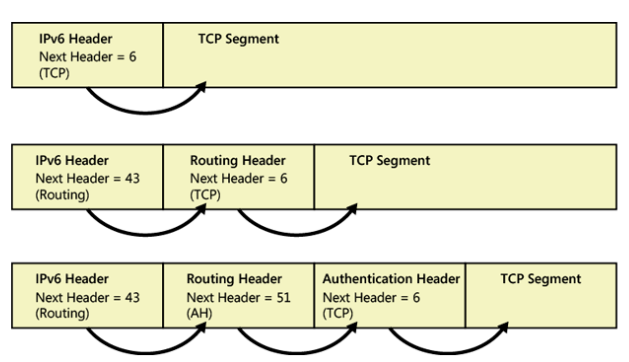 IPv6 Header
Next Header = 6
(TCP)
TCP Segment
IPv6 Header
Next Header = 43
(Routing)
Routing Header
Next Header = 6
(TCP)
TCP Segment
IPv6 Header
Next Header = 43
(Routing)
Routing Header
Next Header = 51
(AH)
Authentication Header
Next Header = 6
(TCP)
TCP Segment